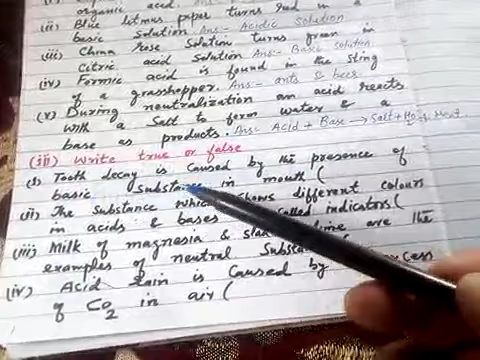 organic acid. Ans-
(ii) Blue litmus paper turns red in a
basic solution Ans:- Acidic Solution
(iii) China rose Solution turns green in
Citric acid Solution Ans- Basic Solution
(iv) Formic acid is found in the sting
of a grasshopper. Ans- ants & bees
(v) During neutralization an acid reacts
with a Salt to form water & a
base as products. Ans: Acid + Base → Salt + H2O +
(iii) Write true or false
(i) Tooth decay is Caused by the presence of
basic in mouth (
(ii) The Substance Which shows different colours
in acids & bases called indicators (
(iii) Milk of magnesia & are the
examples of neutral
(iv) Acid rain is Caused by
of CO2 in air (